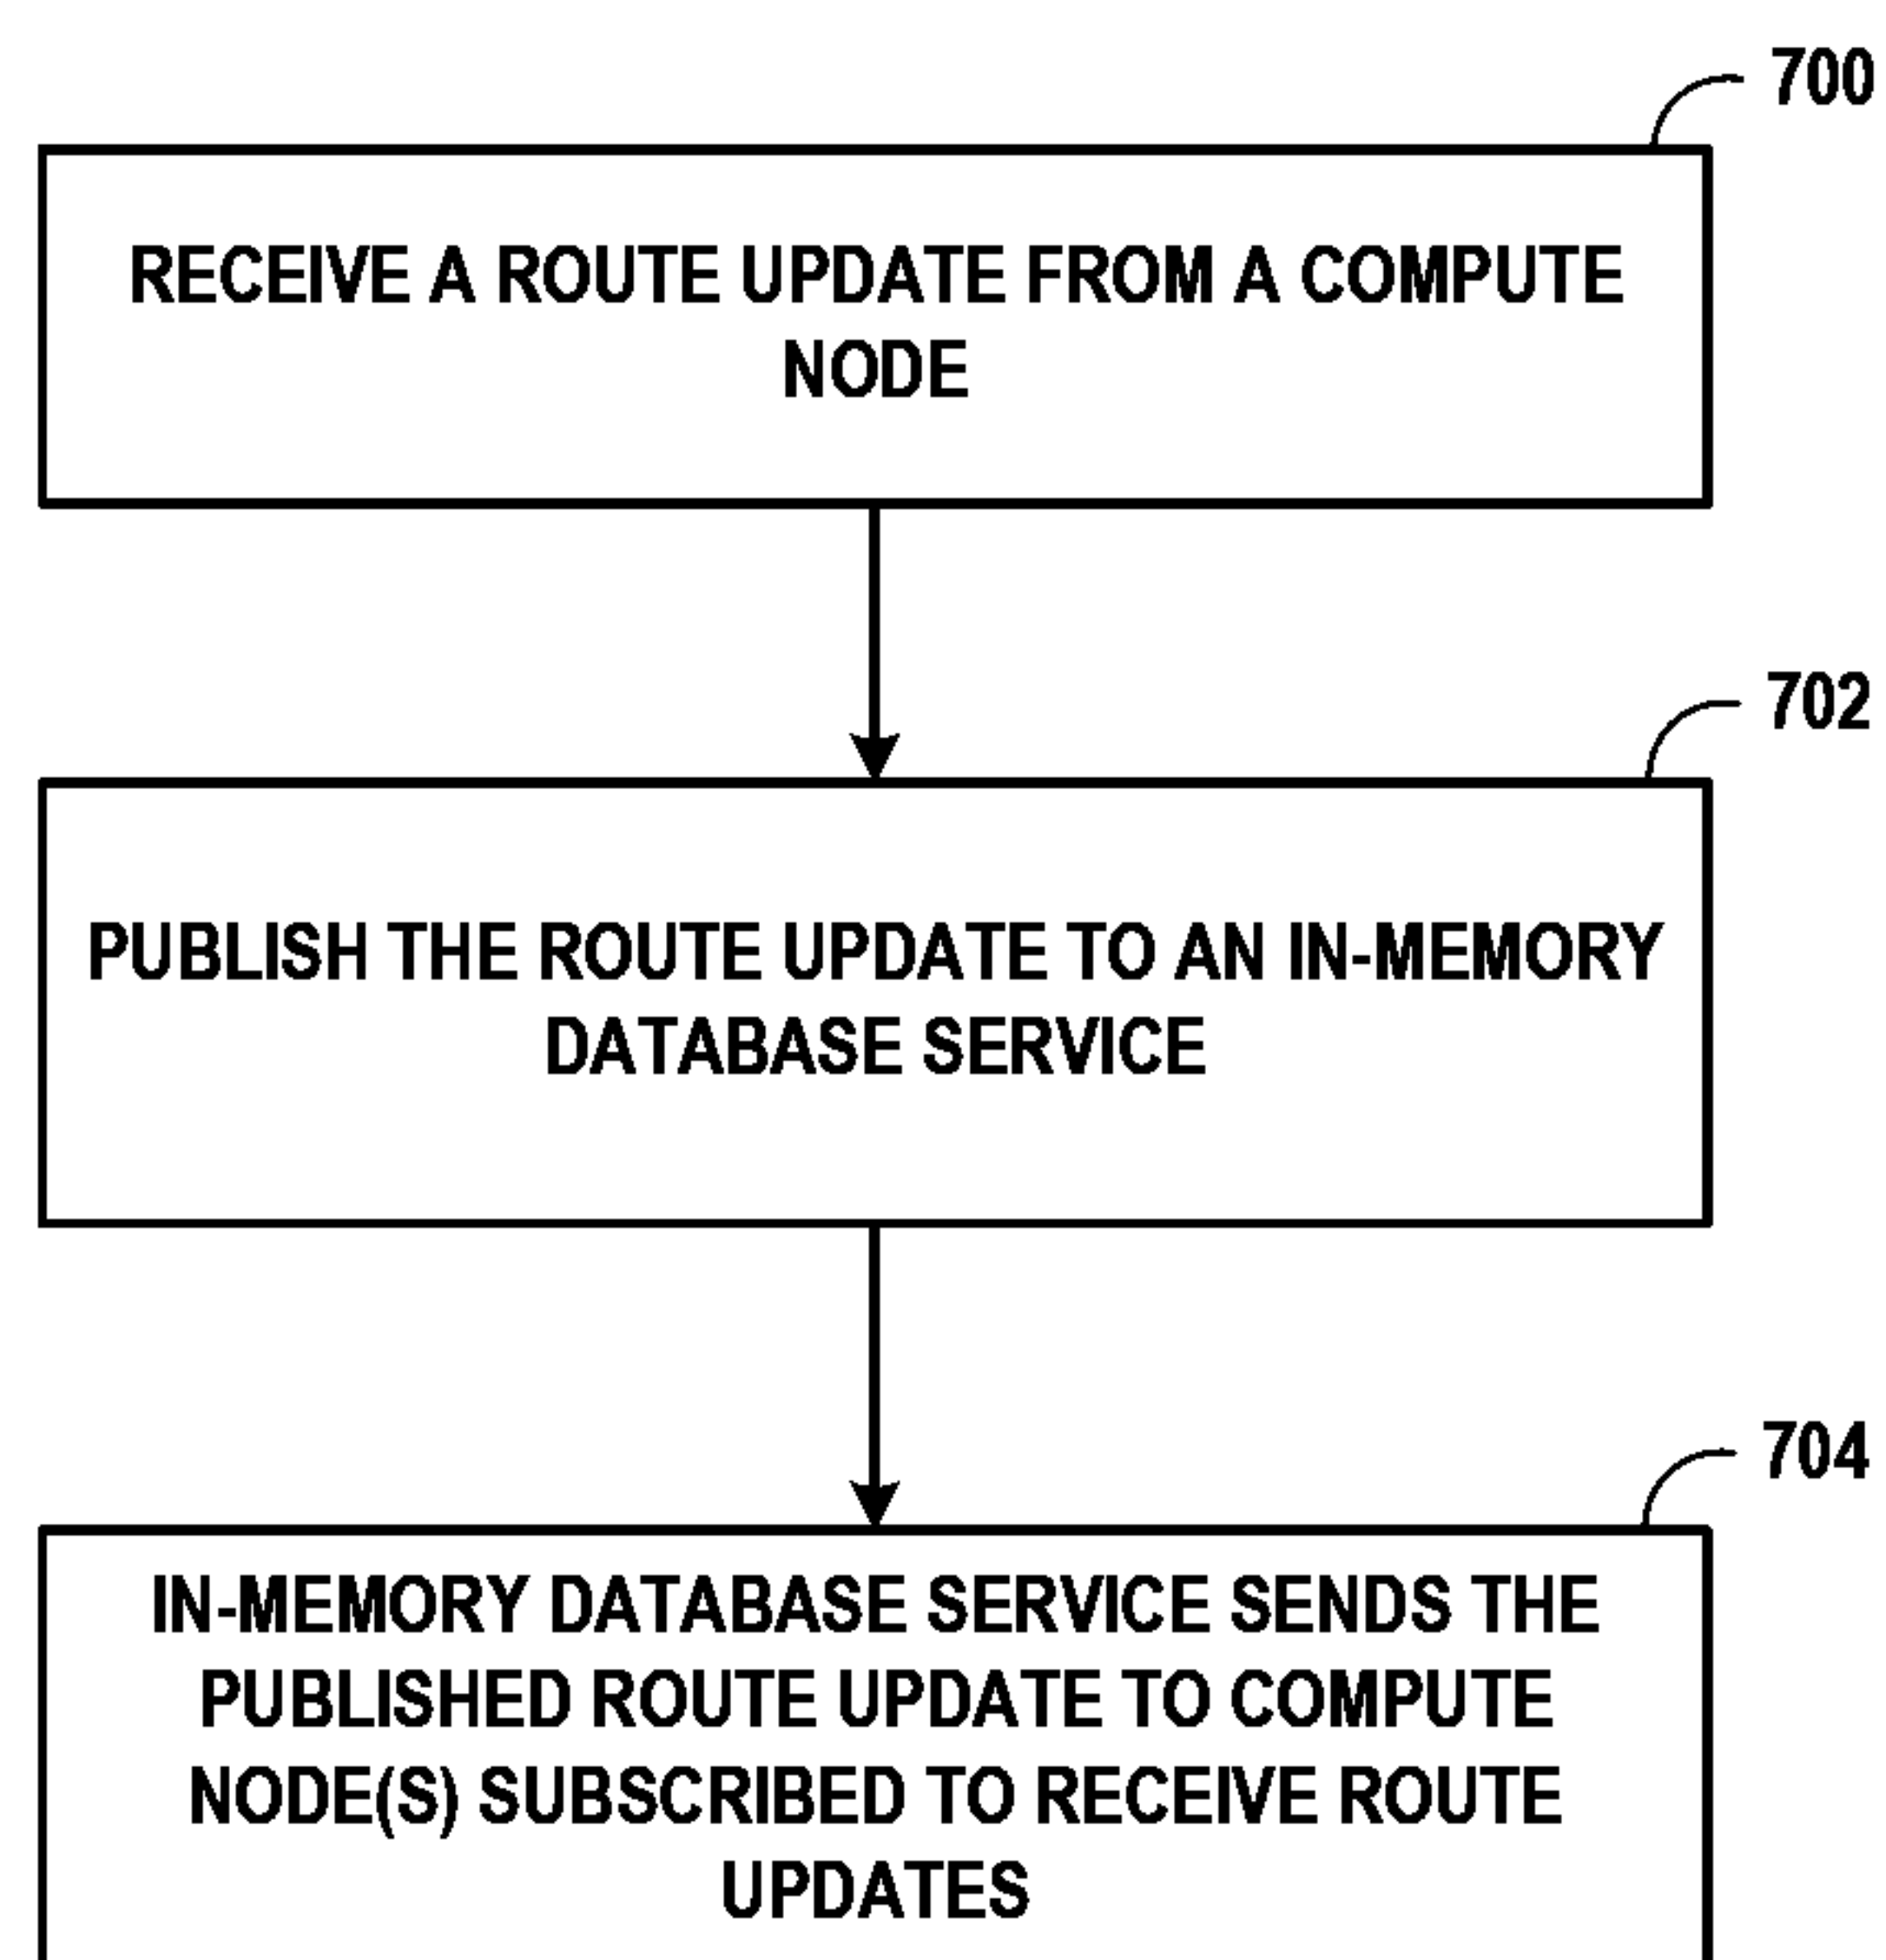 700
RECEIVE A ROUTE UPDATE FROM A COMPUTE
NODE
702
PUBLISH THE ROUTE UPDATE TO AN IN-MEMORY
DATABASE SERVICE
704
IN-MEMORY DATABASE SERVICE SENDS THE
PUBLISHED ROUTE UPDATE TO COMPUTE
NODE(S) SUBSCRIBED TO RECEIVE ROUTE
UPDATES